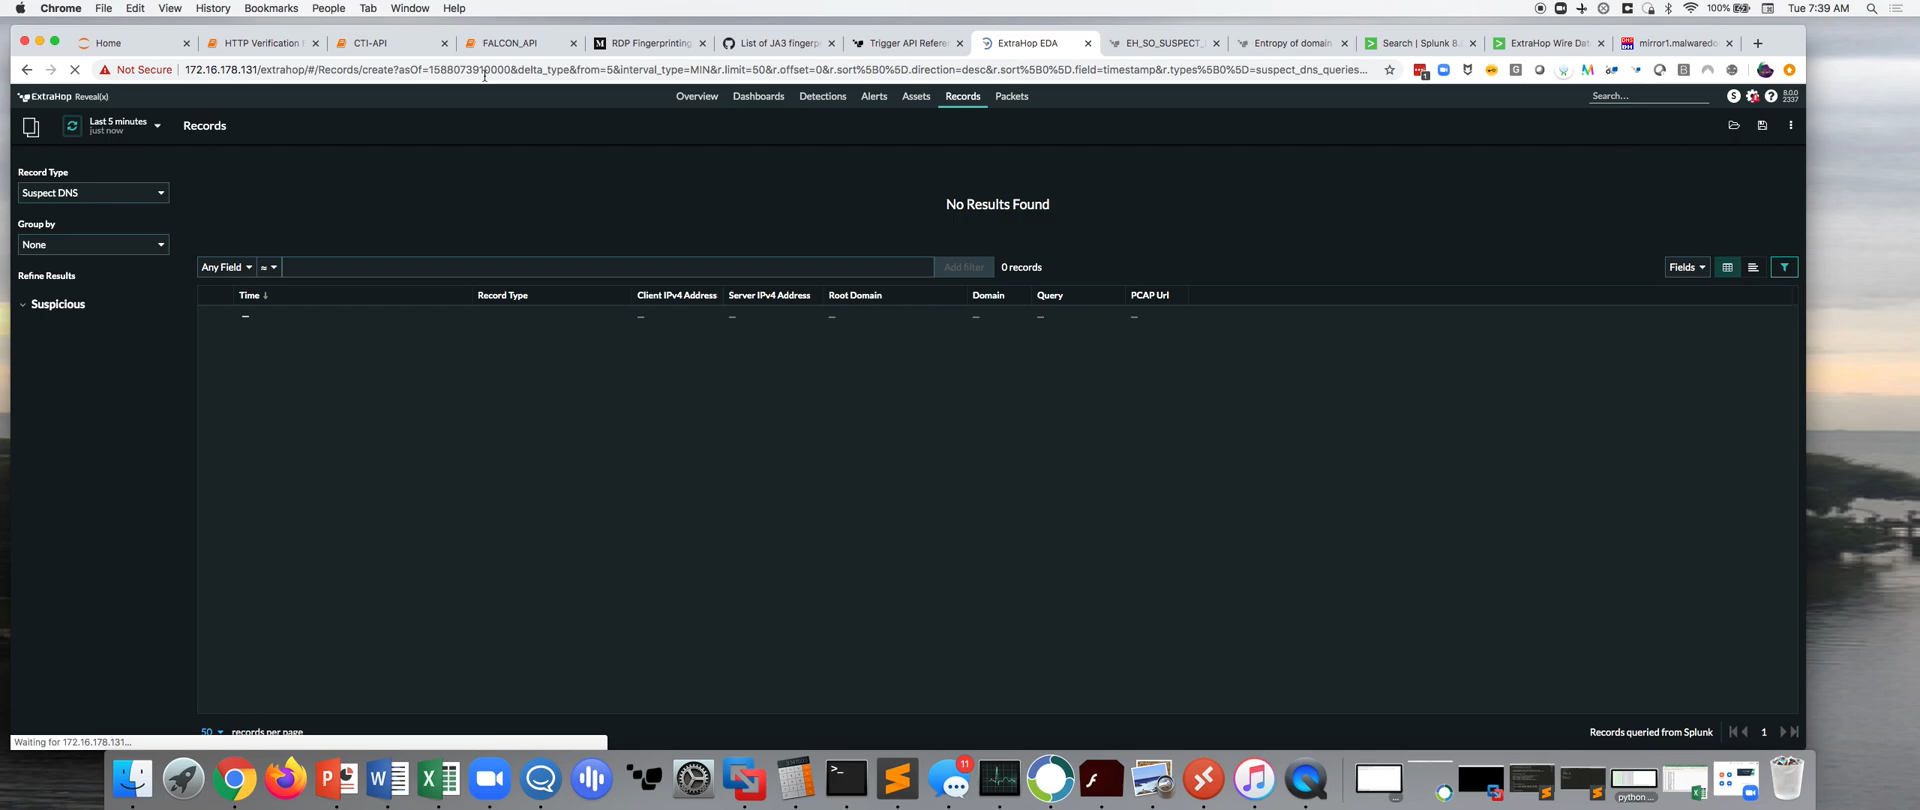 Chrome File Edit View History Bookmarks People Tab Window Help 100% Tue 7:39 AM
Home HTTP Verification E CTI-API FALCON_API RDP Fingerprinting List of JA3 fingerp Trigger API Refere ExtraHop EDA EH_SO_SUSPECT_ Entropy of domain Search | Splunk 8. ExtraHop Wire Dat mirror1.malwaredo
Not Secure 172.16.178.131/extrahop/#/Records/create?asOf=1588073919000&delta_type&from=5&interval_type=MIN&r.limit=50&r.offset=0&r.sort%5B0%5D.direction=desc&r.sort%5B0%5D.field=timestamp&r.types%5B0%5D=suspect_dns_queries...
ExtraHop Reveal(x) Overview Dashboards Detections Alerts Assets Records Packets Search... 8.0.0
2337
Last 5 minutes
just now
Records
Record Type
Suspect DNS
No Results Found
Group by
None
Refine Results
Any Field ≈ Add filter 0 records Fields
Suspicious
Time Record Type Client IPv4 Address Server IPv4 Address Root Domain Domain Query PCAP Url
50 records per page Records queried from Splunk 1
Waiting for 172.16.178.131...
11
python ...